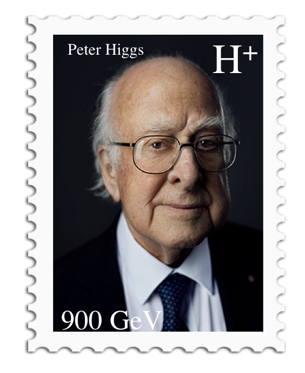 Peter Higgs
H+
900 GeV